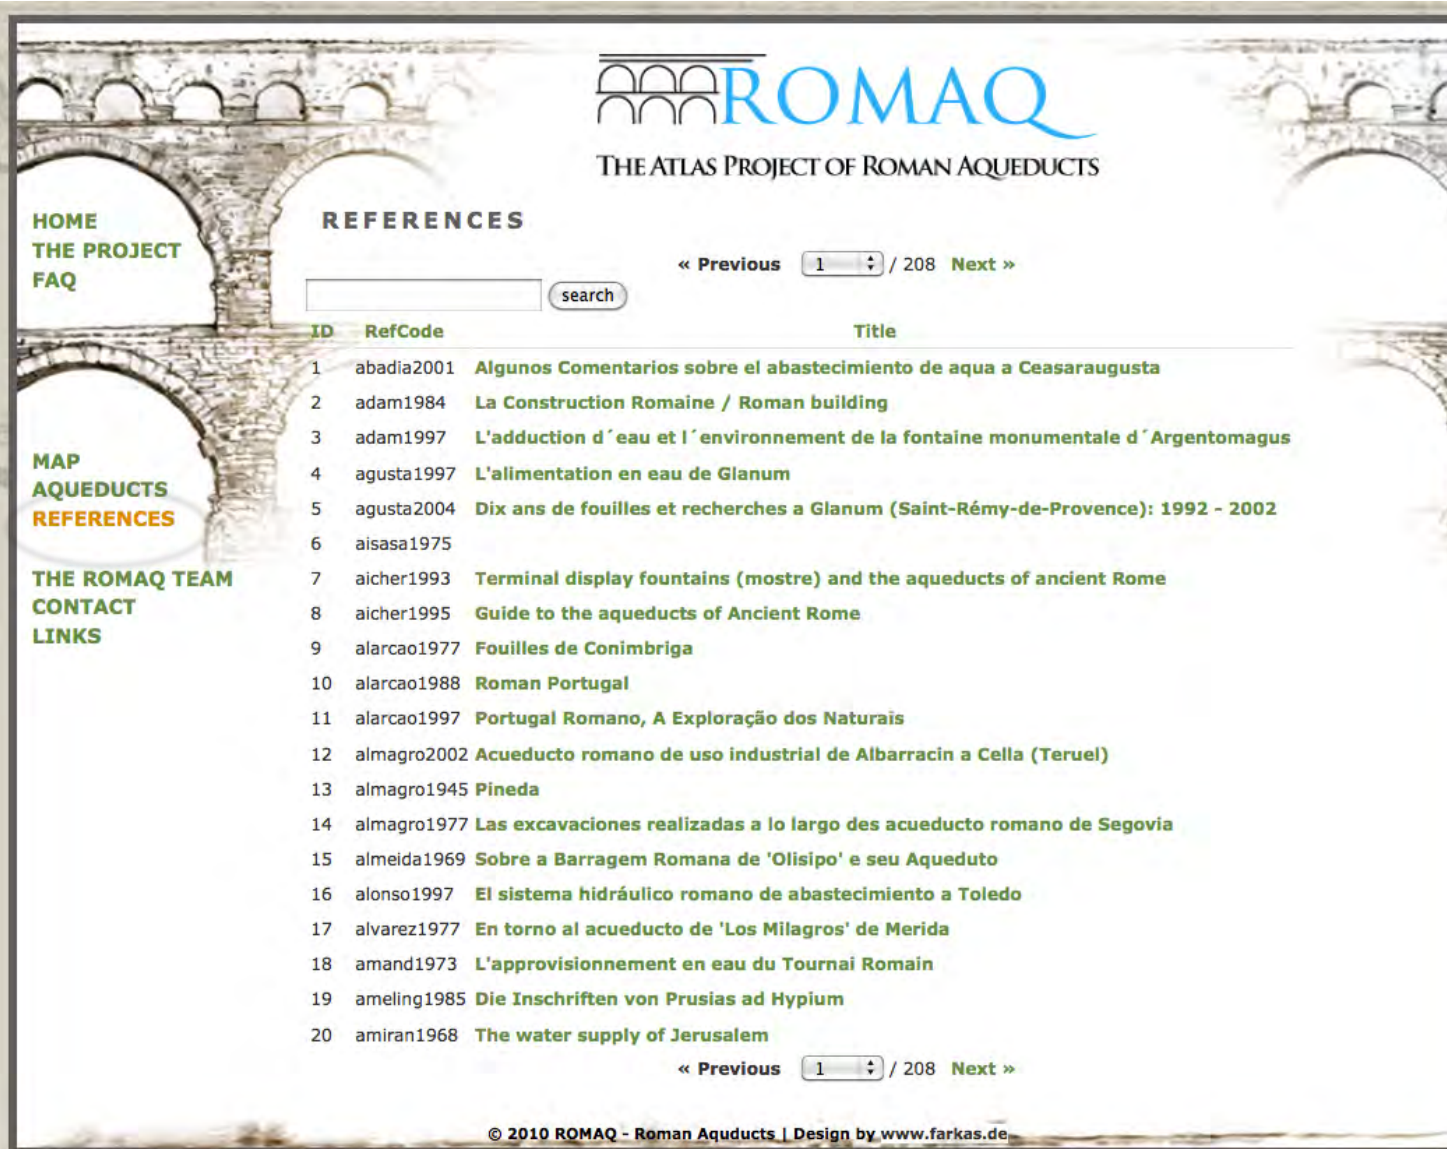 ROMAQ
THE ATLAS PROJECT OF ROMAN AQUEDUCTS
HOME
THE PROJECT
FAQ
MAP
AQUEDUCTS
REFERENCES
THE ROMAQ TEAM
CONTACT
LINKS
REFERENCES
« Previous 1 / 208 Next »
search
ID RefCode Title
1 abadia2001 Algunos Comentarios sobre el abastecimiento de aqua a Ceasaraugusta
2 adam1984 La Construction Romaine / Roman building
3 adam1997 L'adduction d´eau et l´environnement de la fontaine monumentale d´Argentomagus
4 agusta1997 L'alimentation en eau de Glanum
5 agusta2004 Dix ans de fouilles et recherches a Glanum (Saint-Rémy-de-Provence): 1992 - 2002
6 aisasa1975
7 aicher1993 Terminal display fountains (mostre) and the aqueducts of ancient Rome
8 aicher1995 Guide to the aqueducts of Ancient Rome
9 alarcao1977 Fouilles de Conimbriga
10 alarcao1988 Roman Portugal
11 alarcao1997 Portugal Romano, A Exploração dos Naturais
12 almagro2002 Acueducto romano de uso industrial de Albarracin a Cella (Teruel)
13 almagro1945 Pineda
14 almagro1977 Las excavaciones realizadas a lo largo des acueducto romano de Segovia
15 almeida1969 Sobre a Barragem Romana de 'Olisipo' e seu Aqueduto
16 alonso1997 El sistema hidráulico romano de abastecimiento a Toledo
17 alvarez1977 En torno al acueducto de 'Los Milagros' de Merida
18 amand1973 L'approvisionnement en eau du Tournai Romain
19 ameling1985 Die Inschriften von Prusias ad Hypium
20 amiran1968 The water supply of Jerusalem
« Previous 1 / 208 Next »
© 2010 ROMAQ - Roman Aquducts | Design by www.farkas.de